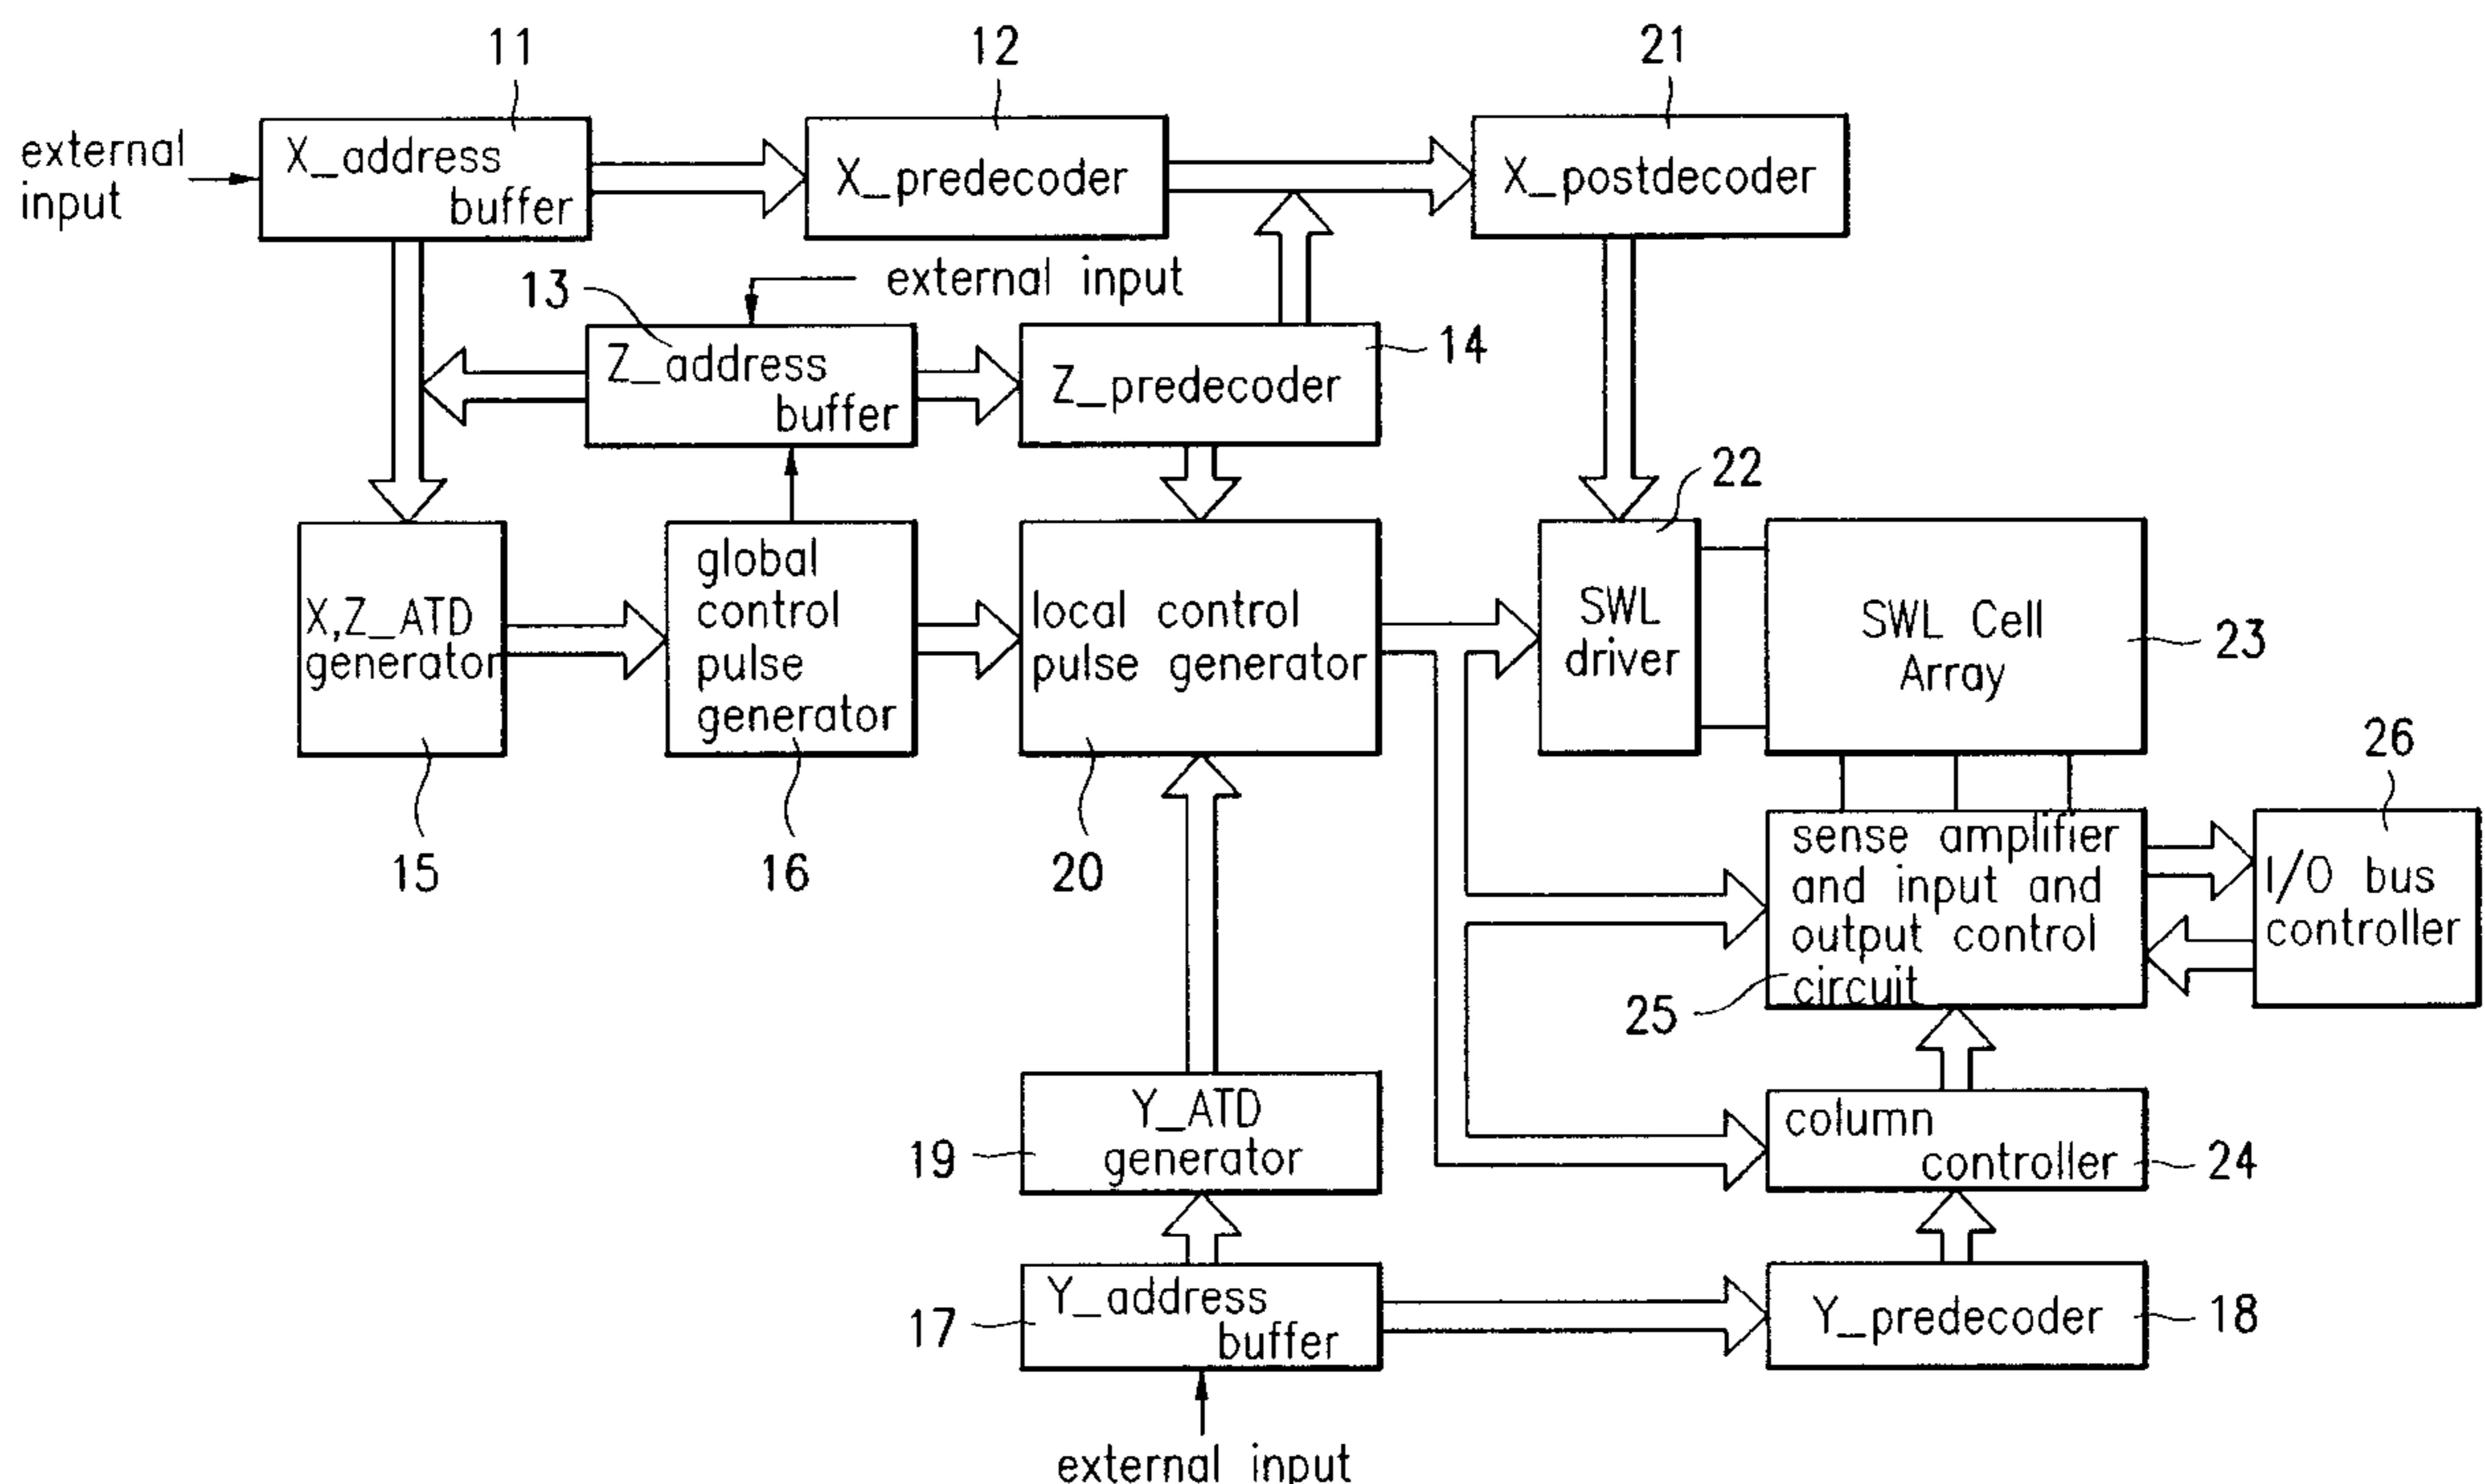 11
12
21
external
input
X_address
buffer
X_predecoder
X_postdecoder
13
external input
Z_address
buffer
Z_predecoder
14
22
X,Z_ATD
generator
global
control
pulse
generator
local control
pulse generator
SWL
driver
SWL Cell
Array
23
15
16
20
26
sense amplifier
and input and
output control
circuit
25
I/O bus
controller
Y_ATD
generator
19
column
controller
24
Y_address
buffer
17
Y_predecoder
18
external input